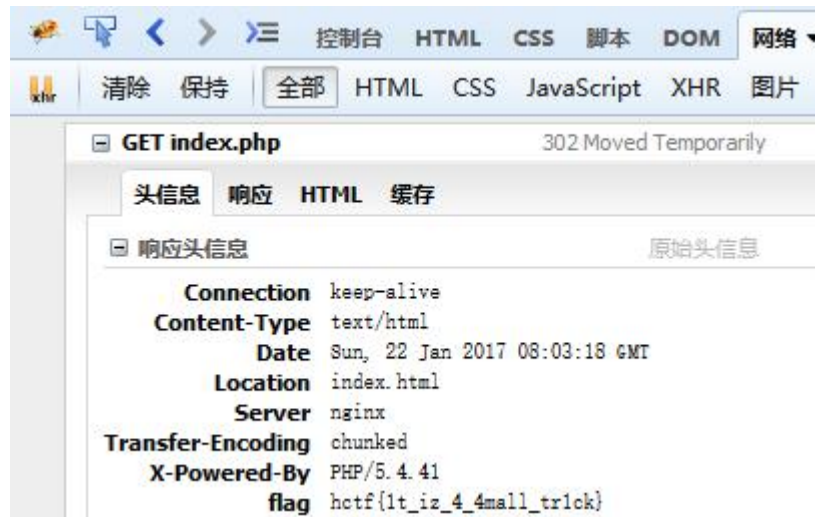 控制台 HTML CSS 脚本 DOM 网络
xhr 清除 保持 全部 HTML CSS JavaScript XHR 图片
GET index.php 302 Moved Temporarily
头信息 响应 HTML 缓存
响应头信息 原始头信息
Connection keep-alive
Content-Type text/html
Date Sun, 22 Jan 2017 08:03:18 GMT
Location index.html
Server nginx
Transfer-Encoding chunked
X-Powered-By PHP/5.4.41
flag hctf{1t_iz_4_4mall_tr1ck}